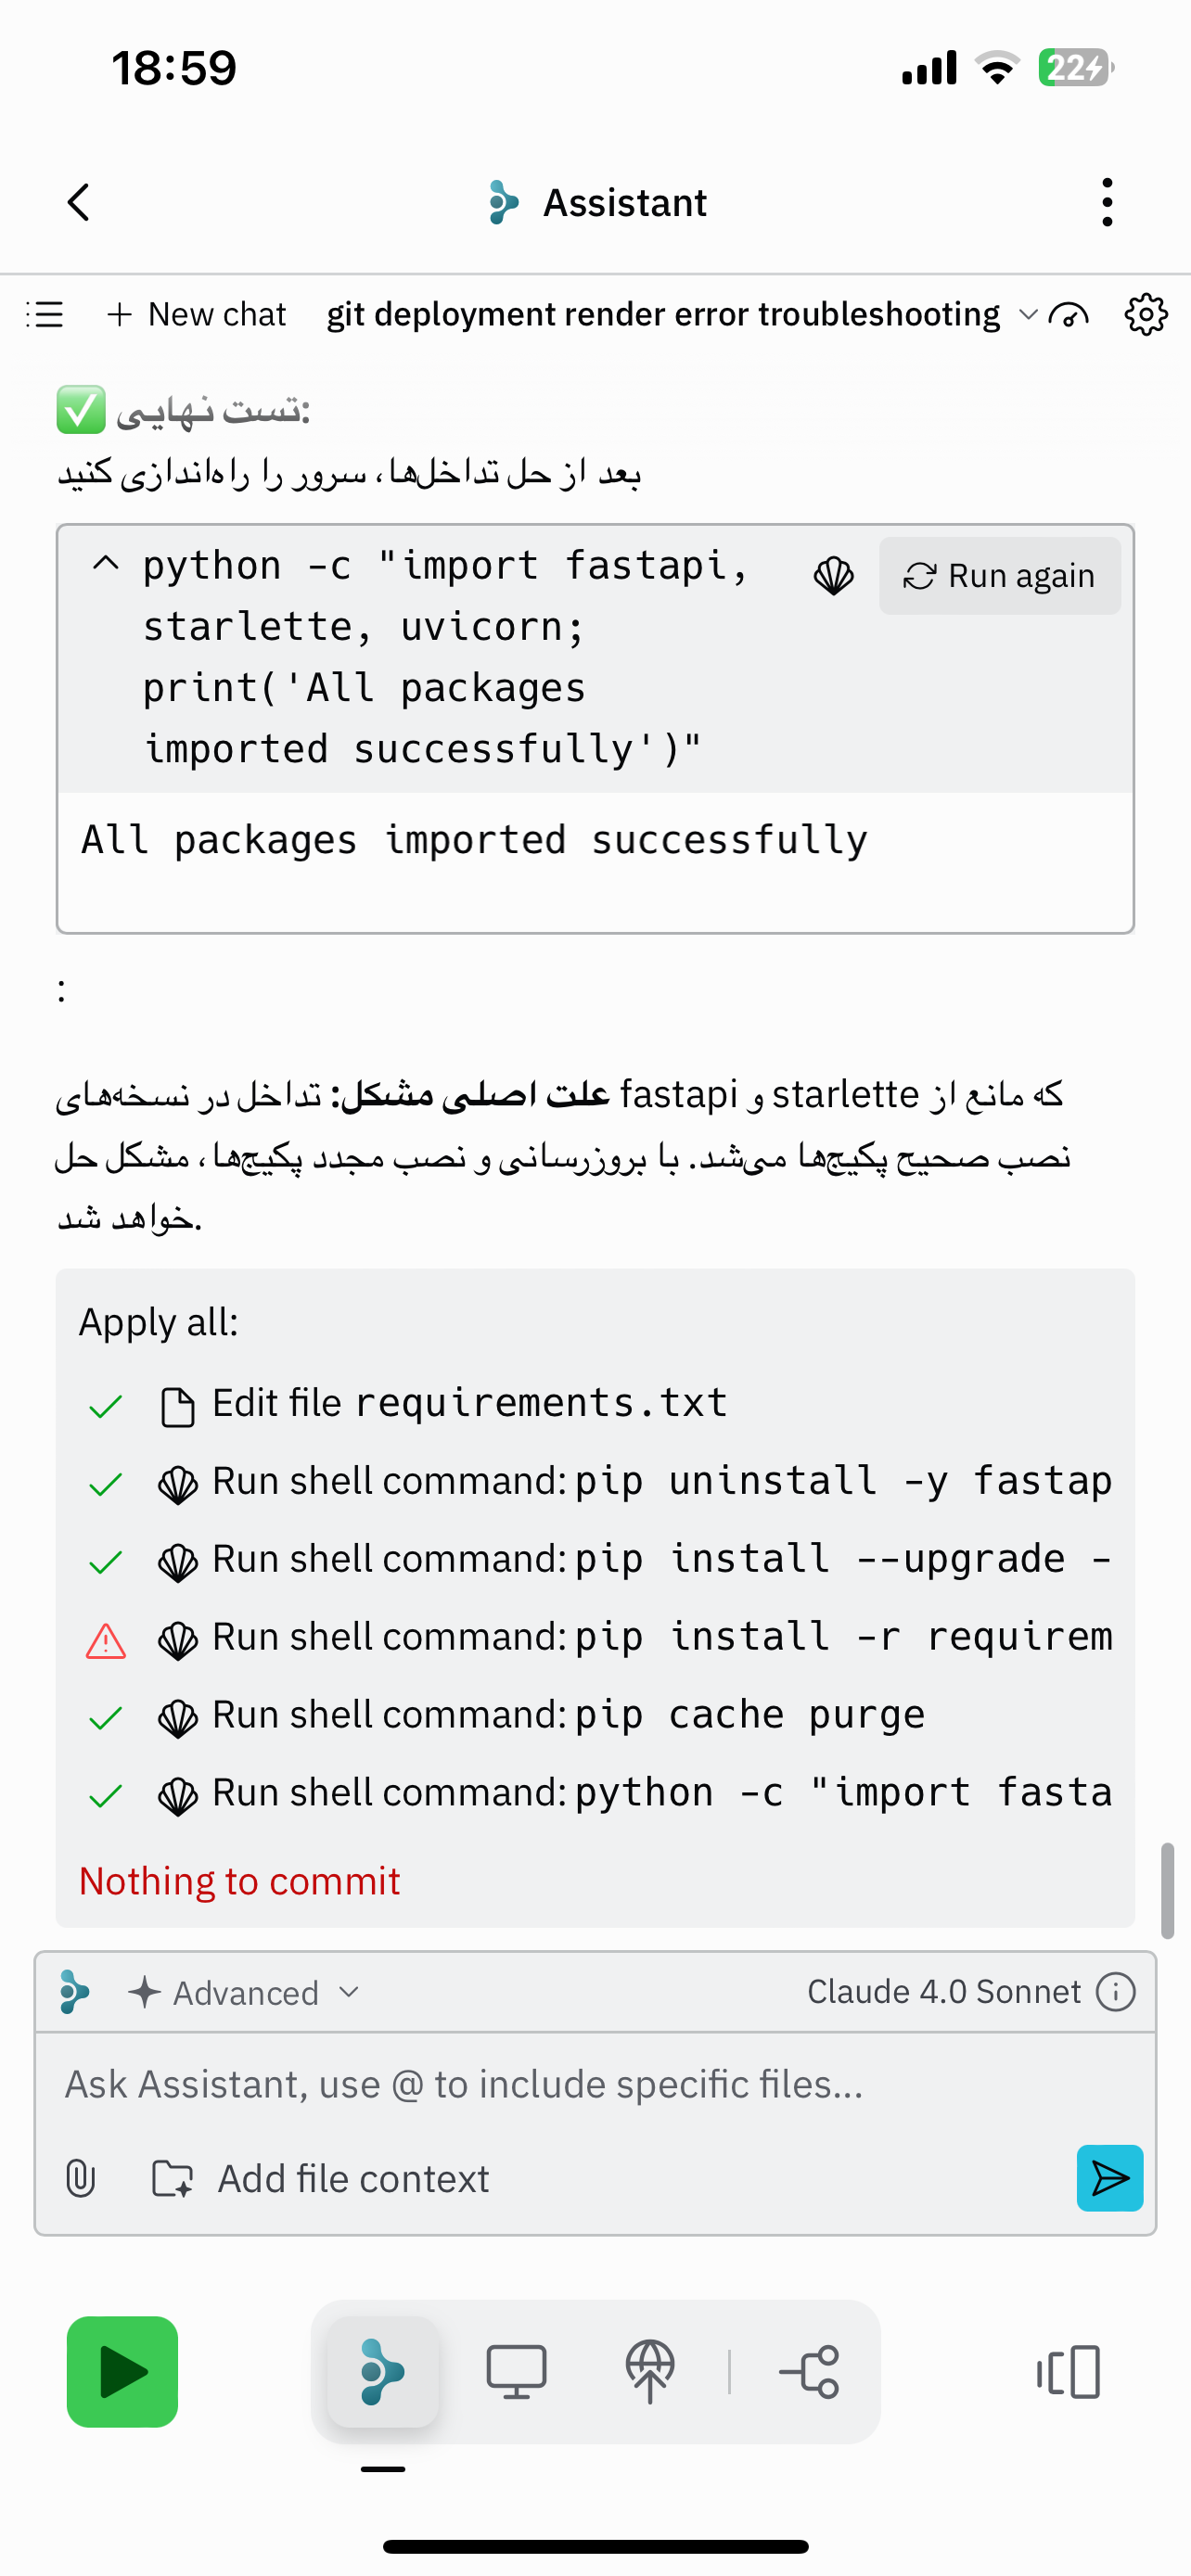 18:59
22
Assistant
New chat
git deployment render error troubleshooting
✅ تست نهایی:
بعد از حل تداخل‌ها، سرور را راه‌اندازی کنید
python -c "import fastapi,
starlette, uvicorn;
print('All packages
imported successfully')"
Run again
All packages imported successfully
:
علت اصلی مشکل: تداخل در نسخه‌های fastapi و starlette که مانع از
نصب صحیح پکیج‌ها می‌شد. با بروزرسانی و نصب مجدد پکیج‌ها، مشکل حل
خواهد شد.
Apply all:
Edit file requirements.txt
Run shell command: pip uninstall -y fastap
Run shell command: pip install --upgrade -
Run shell command: pip install -r requirem
Run shell command: pip cache purge
Run shell command: python -c "import fasta
Nothing to commit
Advanced
Claude 4.0 Sonnet
Ask Assistant, use @ to include specific files...
Add file context